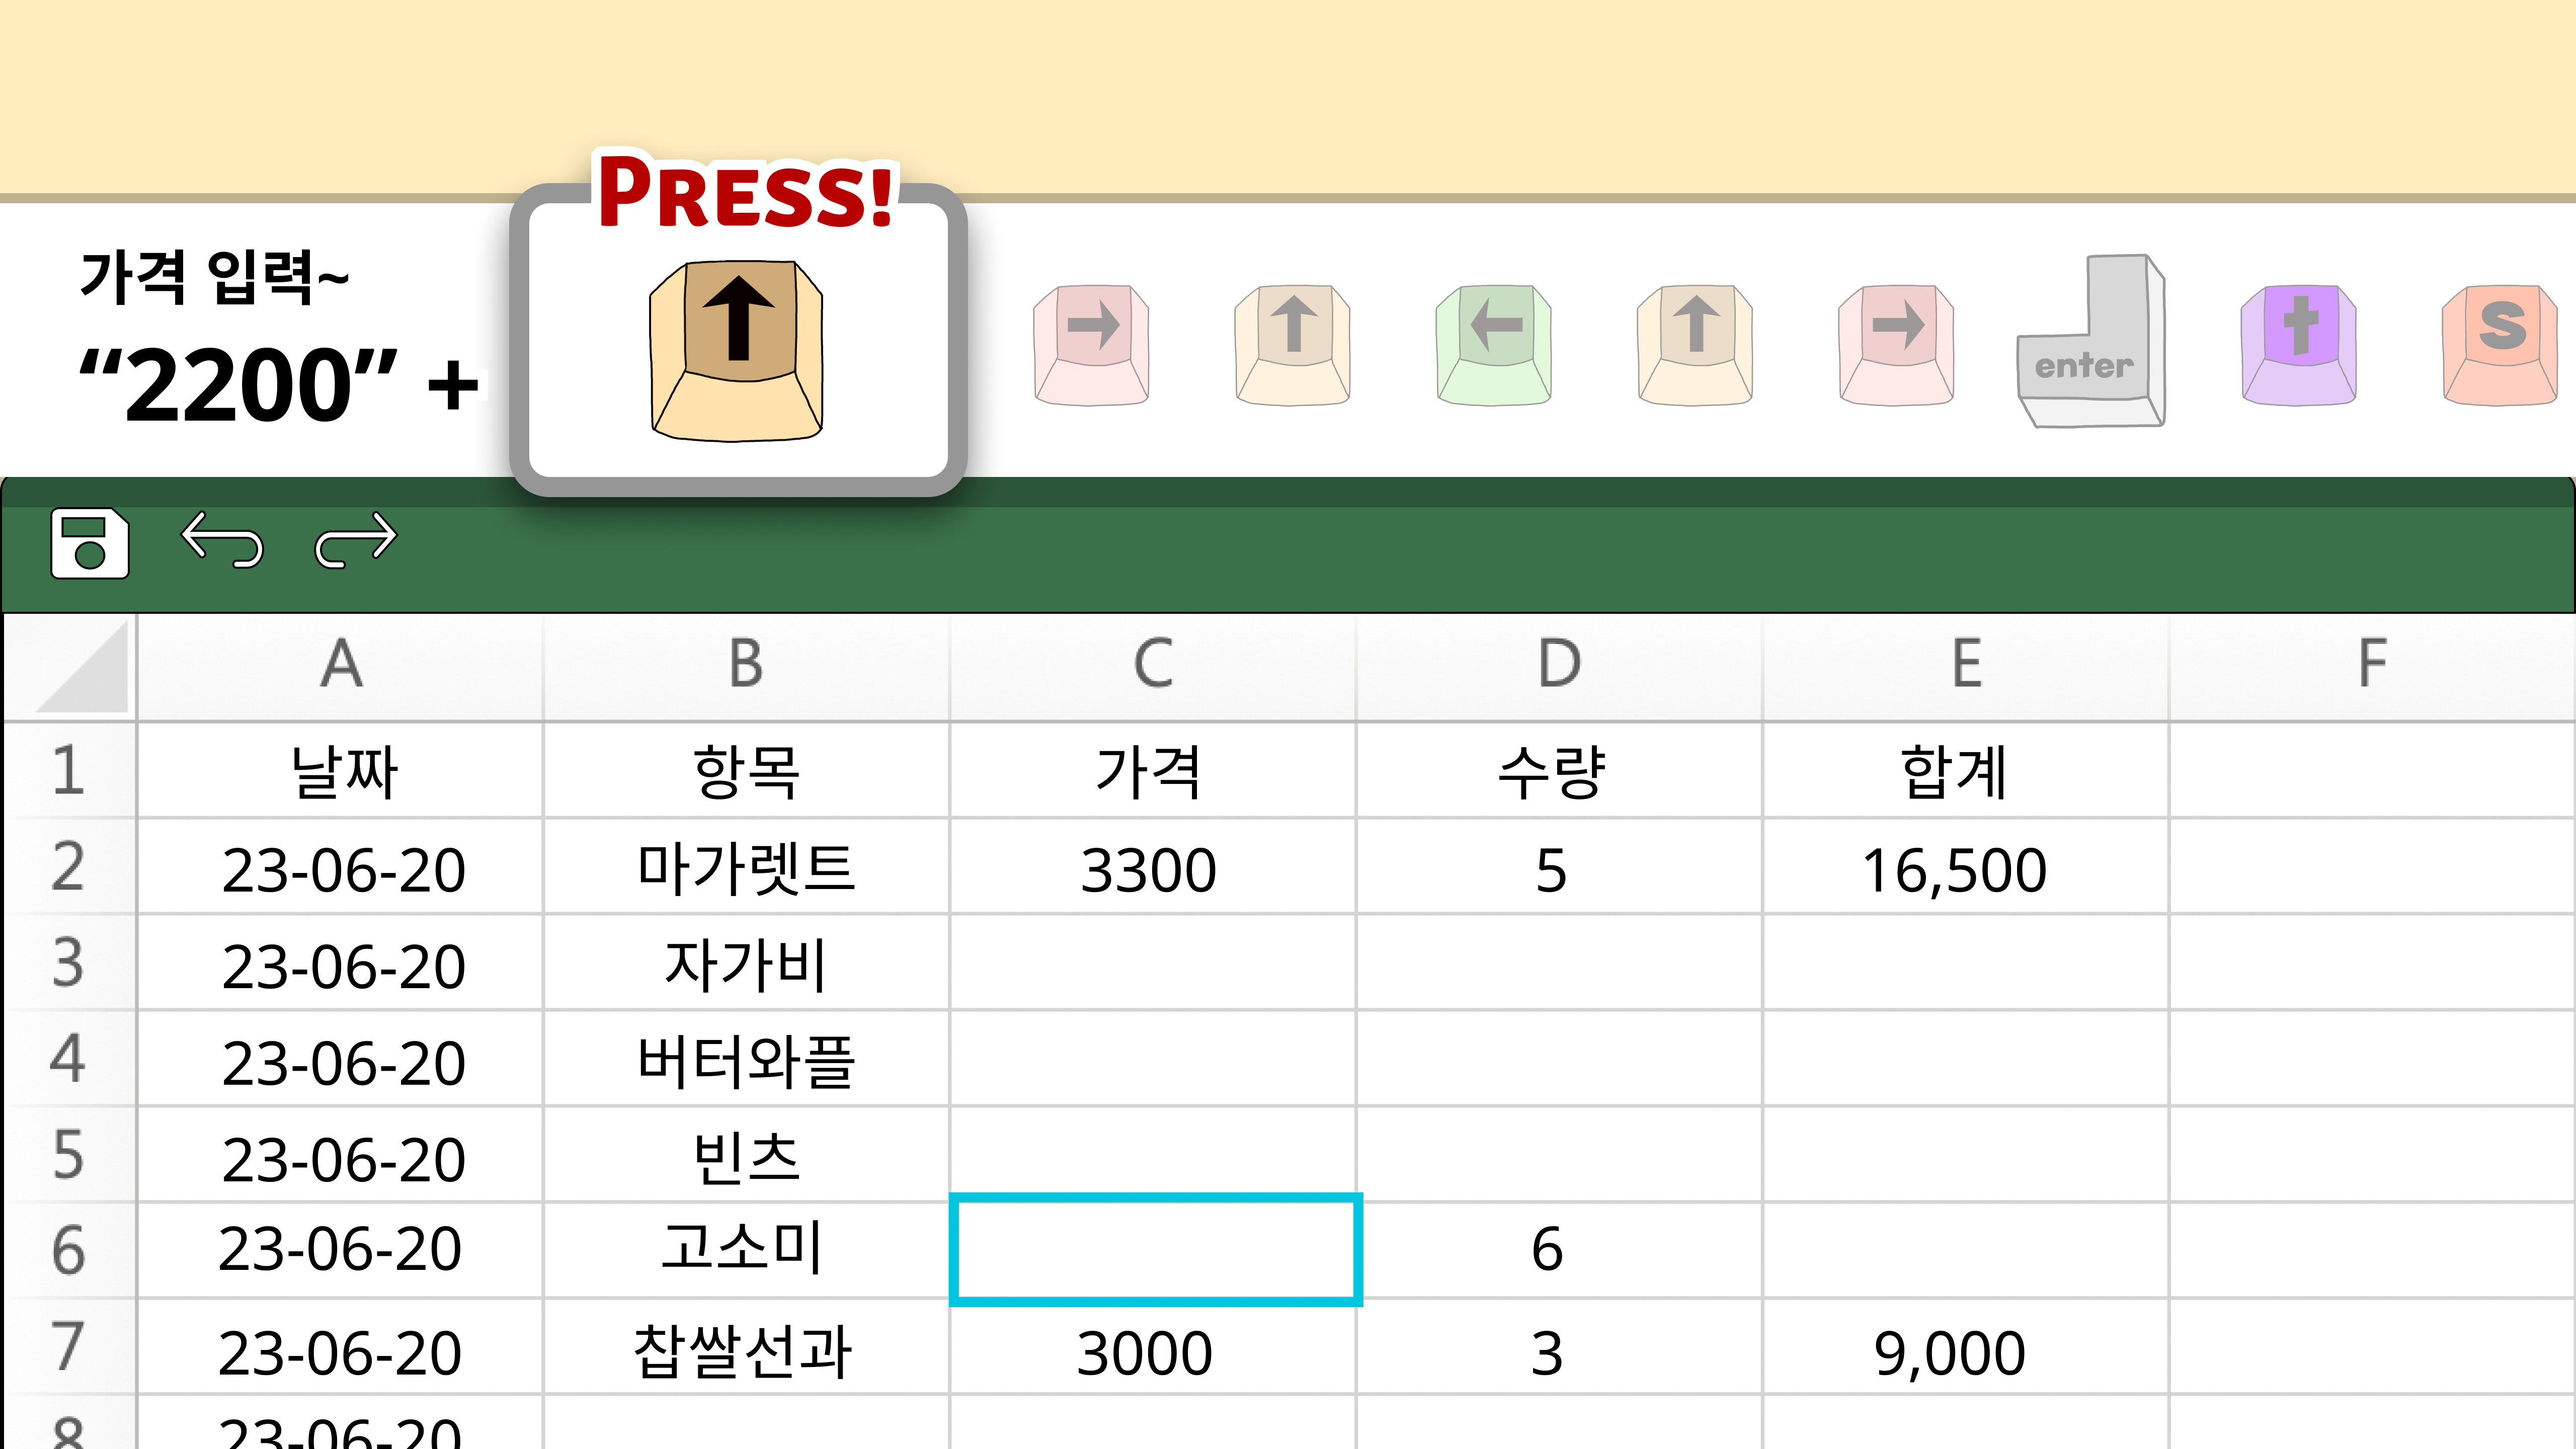 PRESS!
가격 입력~
“2200” +
enter
t
s
A B C D E F
1 날짜 항목 가격 수량 합계
2 23-06-20 마가렛트 3300 5 16,500
3 23-06-20 자가비
4 23-06-20 버터와플
5 23-06-20 빈츠
6 23-06-20 고소미 6
7 23-06-20 찹쌀선과 3000 3 9,000
8 23-06-20